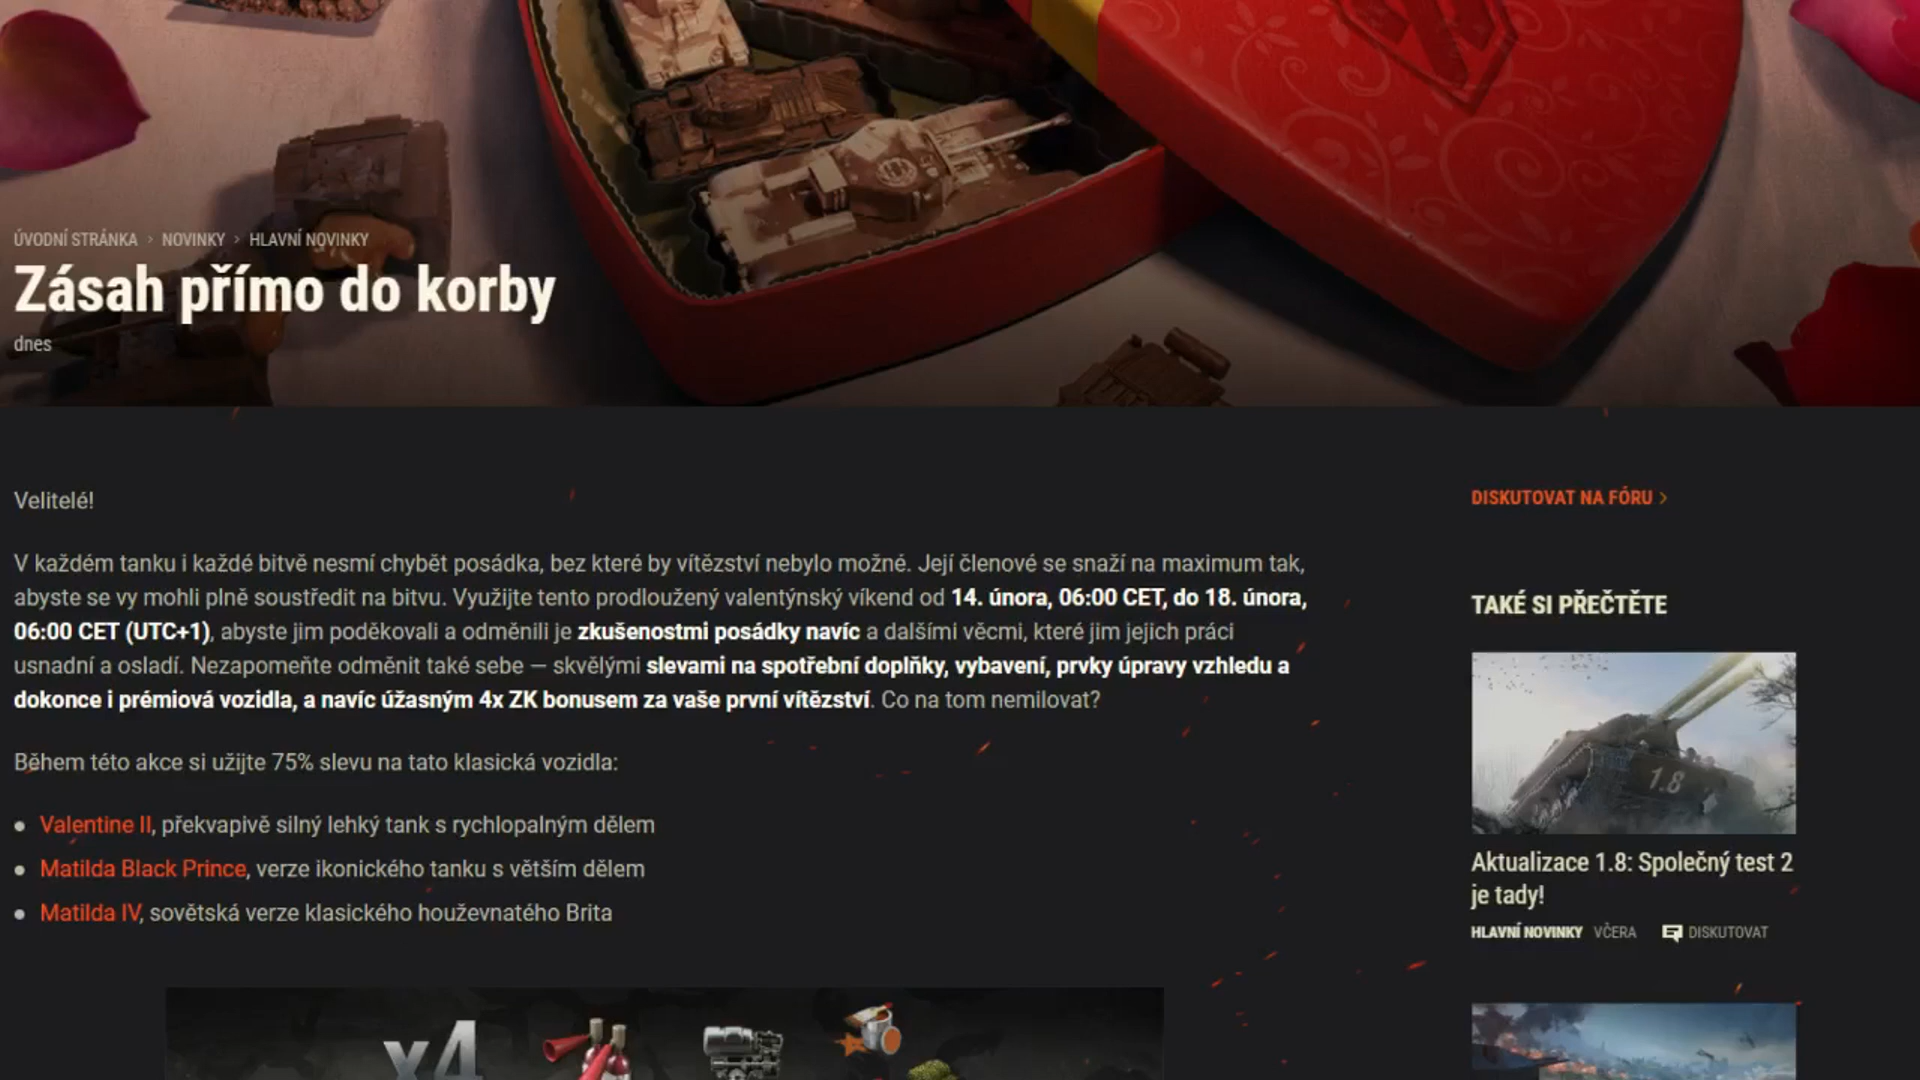 ÚVODNÍ STRÁNKA > NOVINKY > HLAVNÍ NOVINKY
Zásah přímo do korby
dnes
Velitelé!
V každém tanku i každé bitvě nesmí chybět posádka, bez které by vítězství nebylo možné. Její členové se snaží na maximum tak,
abyste se vy mohli plně soustředit na bitvu. Využijte tento prodloužený valentýnský víkend od 14. února, 06:00 CET, do 18. února,
06:00 CET (UTC+1), abyste jim poděkovali a odměnili je zkušenostmi posádky navíc a dalšími věcmi, které jim jejich práci
usnadní a osladí. Nezapomeňte odměnit také sebe — skvělými slevami na spotřební doplňky, vybavení, prvky úpravy vzhledu a
dokonce i prémiová vozidla, a navíc úžasným 4x ZK bonusem za vaše první vítězství. Co na tom nemilovat?
Během této akce si užijte 75% slevu na tato klasická vozidla:
• Valentine II, překvapivě silný lehký tank s rychlopalným dělem
• Matilda Black Prince, verze ikonického tanku s větším dělem
• Matilda IV, sovětská verze klasického houževnatého Brita
x4
DISKUTOVAT NA FÓRU >
TAKÉ SI PŘEČTĚTE
1.8
Aktualizace 1.8: Společný test 2
je tady!
HLAVNÍ NOVINKY VČERA DISKUTOVAT